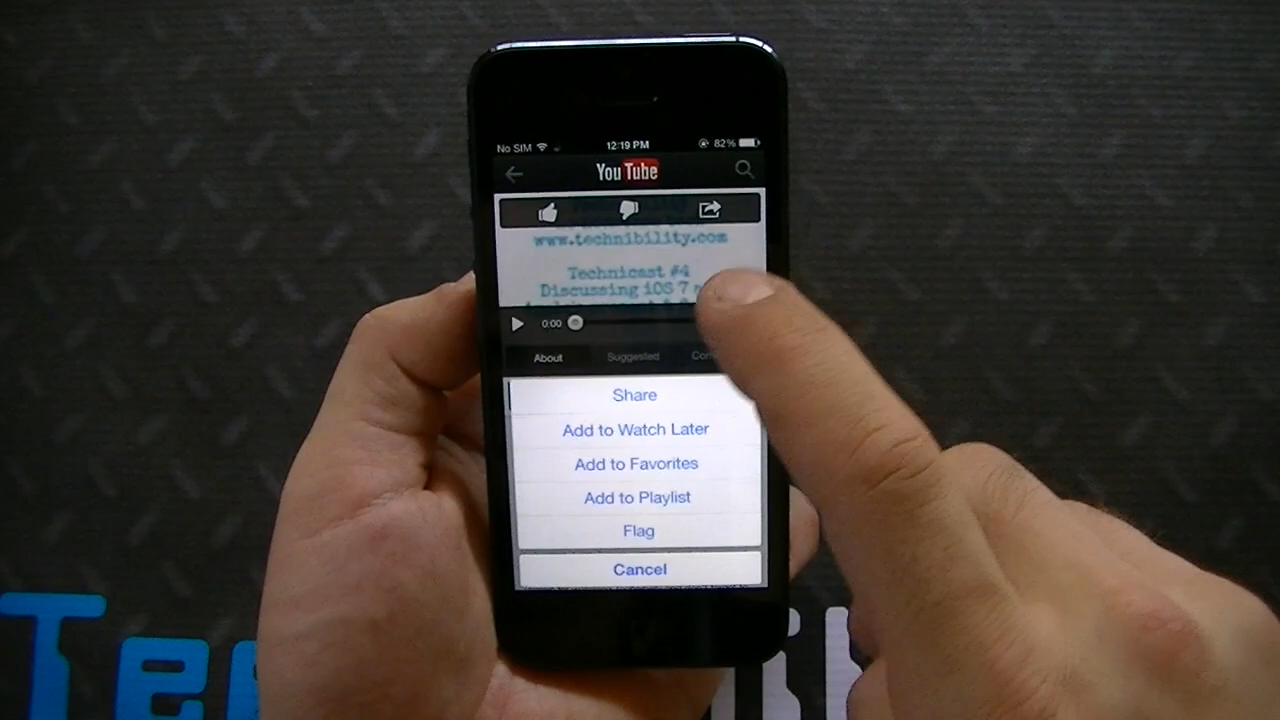 No SIM 12:19 PM 82%
YouTube
www.technibility.com
Technicast #4
Discussing iOS 7
0:00
About Suggested
Share
Add to Watch Later
Add to Favorites
Add to Playlist
Flag
Cancel